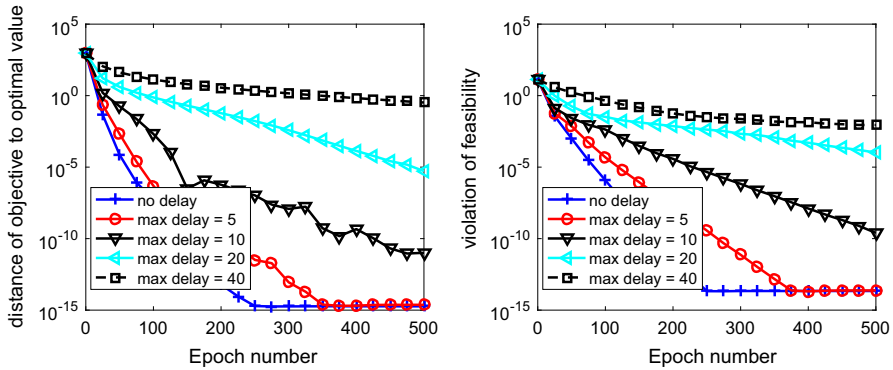 distance of objective to optimal value
10^5
10^0
10^-5
10^-10
10^-15
no delay
max delay = 5
max delay = 10
max delay = 20
max delay = 40
0 100 200 300 400 500
Epoch number
violation of feasibility
10^5
10^0
10^-5
10^-10
10^-15
no delay
max delay = 5
max delay = 10
max delay = 20
max delay = 40
0 100 200 300 400 500
Epoch number